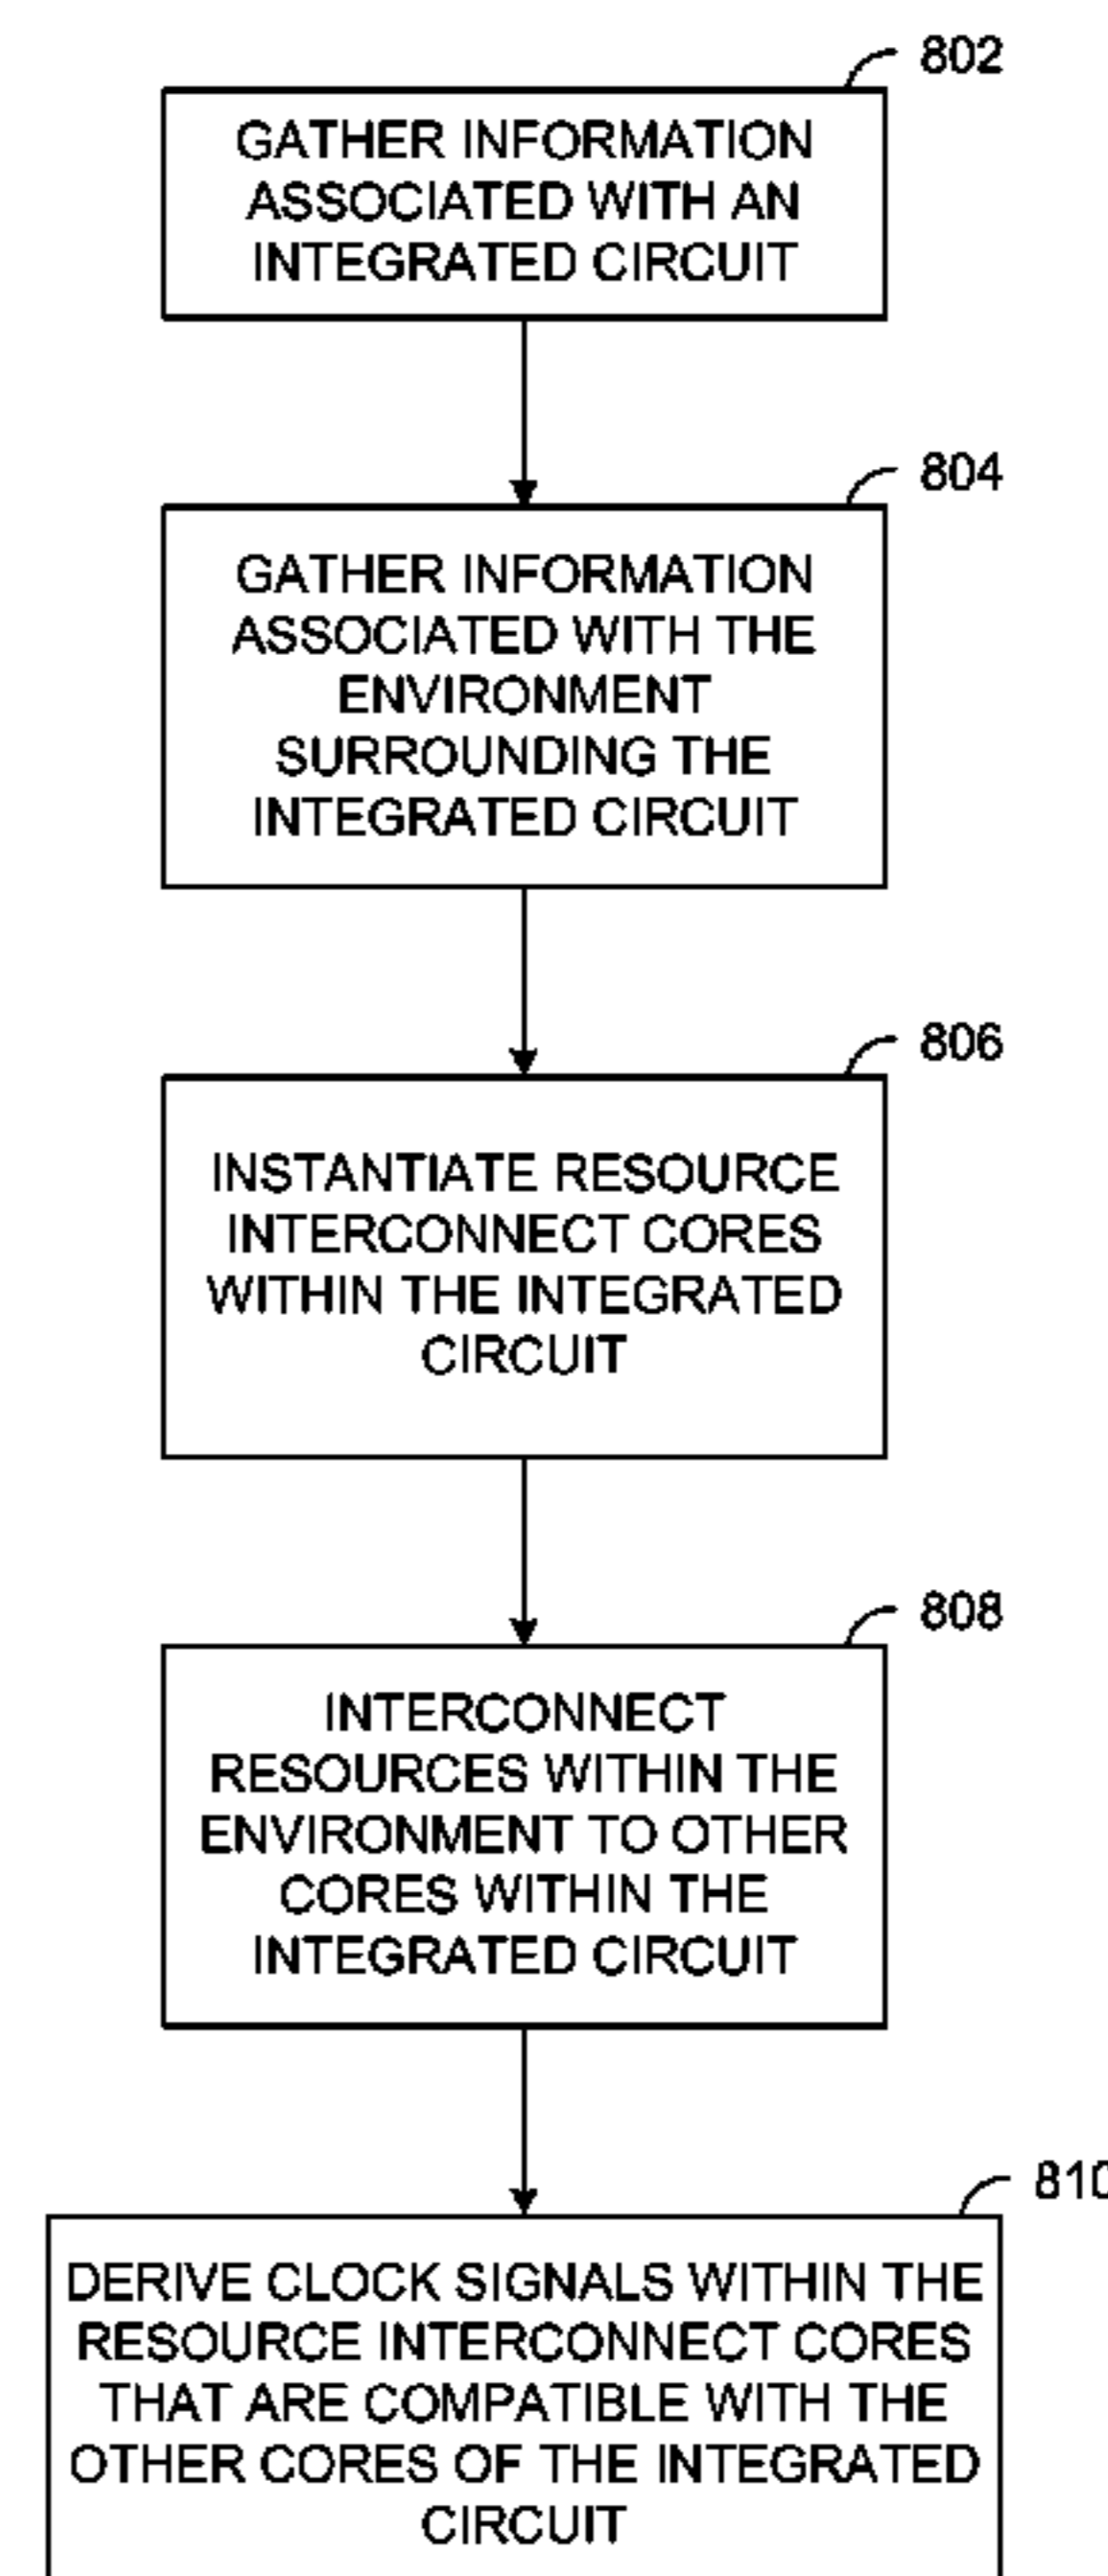 802
GATHER INFORMATION
ASSOCIATED WITH AN
INTEGRATED CIRCUIT
804
GATHER INFORMATION
ASSOCIATED WITH THE
ENVIRONMENT
SURROUNDING THE
INTEGRATED CIRCUIT
806
INSTANTIATE RESOURCE
INTERCONNECT CORES
WITHIN THE INTEGRATED
CIRCUIT
808
INTERCONNECT
RESOURCES WITHIN THE
ENVIRONMENT TO OTHER
CORES WITHIN THE
INTEGRATED CIRCUIT
810
DERIVE CLOCK SIGNALS WITHIN THE
RESOURCE INTERCONNECT CORES
THAT ARE COMPATIBLE WITH THE
OTHER CORES OF THE INTEGRATED
CIRCUIT